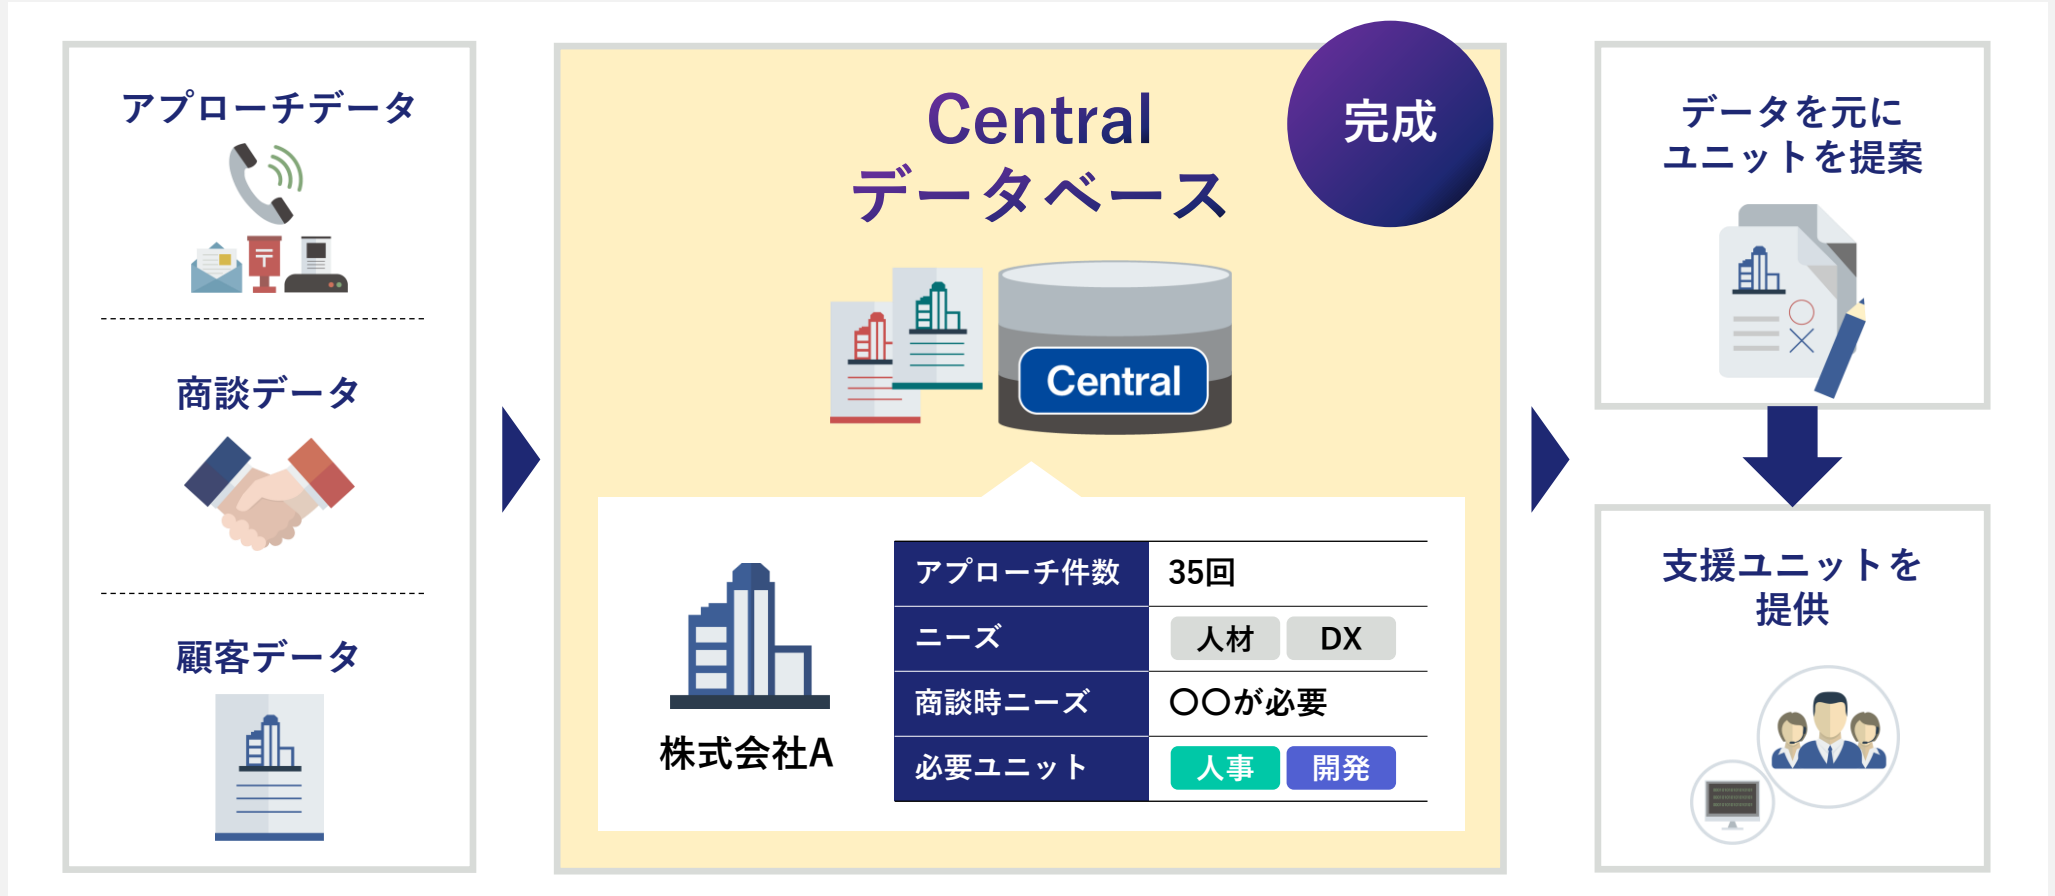 アプローチデータ
商談データ
顧客データ
Central
データベース
完成
Central
株式会社A
アプローチ件数 35回
ニーズ 人材 DX
商談時ニーズ 〇〇が必要
必要ユニット 人事 開発
データを元に
ユニットを提案
支援ユニットを
提供